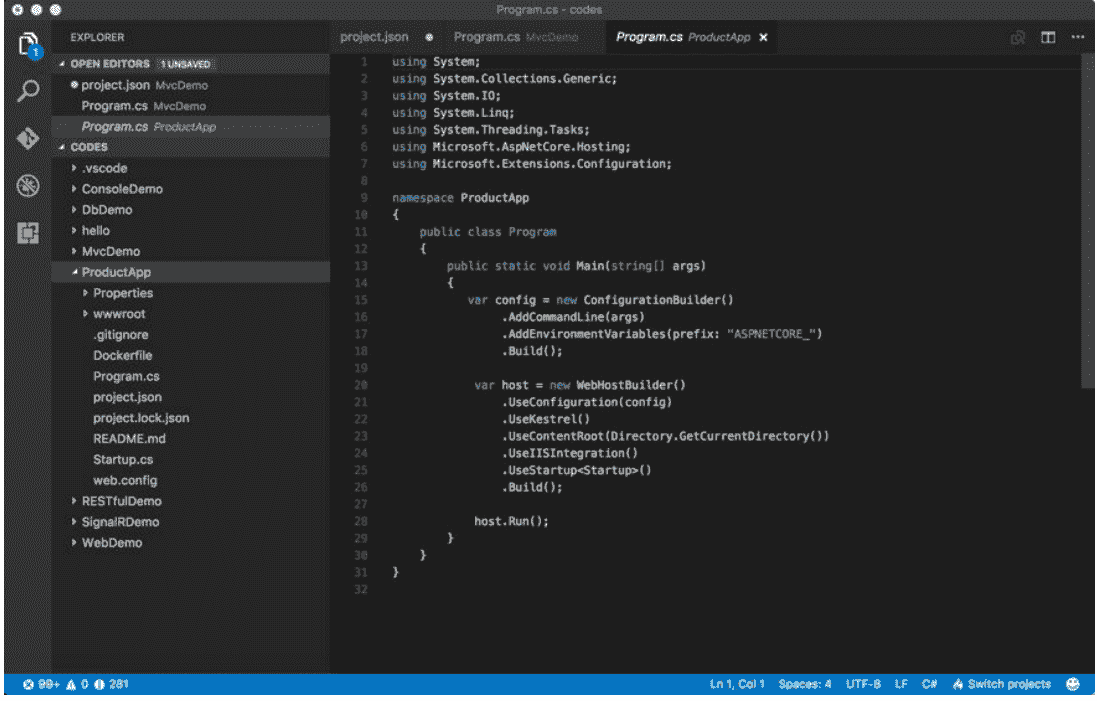 Program.cs - codes
EXPLORER
OPEN EDITORS 1 UNSAVED
project.json MvcDemo
Program.cs MvcDemo
Program.cs ProductApp
CODES
.vscode
ConsoleDemo
DbDemo
hello
MvcDemo
ProductApp
Properties
wwwroot
.gitignore
Dockerfile
Program.cs
project.json
project.lock.json
README.md
Startup.cs
web.config
RESTfulDemo
SignalRDemo
WebDemo
1
project.json Program.cs MvcDemo Program.cs ProductApp
1 using System;
2 using System.Collections.Generic;
3 using System.IO;
4 using System.Linq;
5 using System.Threading.Tasks;
6 using Microsoft.AspNetCore.Hosting;
7 using Microsoft.Extensions.Configuration;
8
9 namespace ProductApp
10 {
11 public class Program
12 {
13 public static void Main(string[] args)
14 {
15 var config = new ConfigurationBuilder()
16 .AddCommandLine(args)
17 .AddEnvironmentVariables(prefix: "ASPNETCORE_")
18 .Build();
19
20 var host = new WebHostBuilder()
21 .UseConfiguration(config)
22 .UseKestrel()
23 .UseContentRoot(Directory.GetCurrentDirectory())
24 .UseIISIntegration()
25 .UseStartup<Startup>()
26 .Build();
27
28 host.Run();
29 }
30 }
31 }
32
99+ 0 281 Ln 1, Col 1 Spaces: 4 UTF-8 LF C# Switch projects